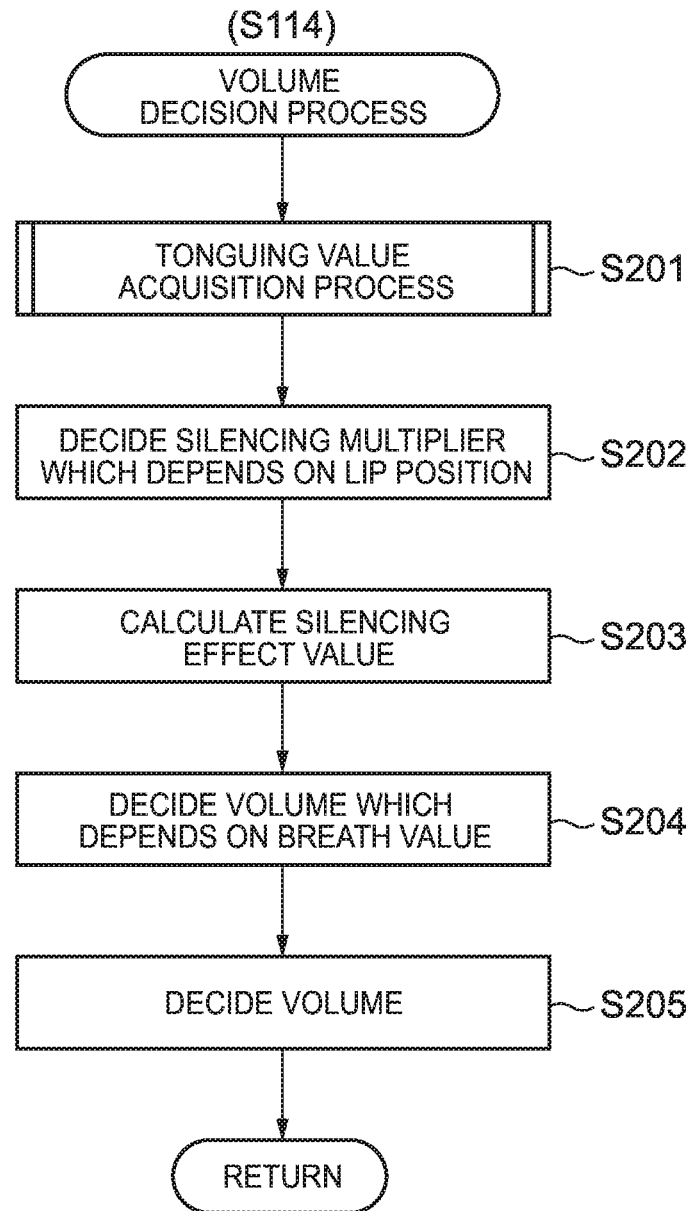 (S114)
VOLUME
DECISION PROCESS
TONGUING VALUE
ACQUISITION PROCESS
S201
DECIDE SILENCING MULTIPLIER
WHICH DEPENDS ON LIP POSITION
S202
CALCULATE SILENCING
EFFECT VALUE
S203
DECIDE VOLUME WHICH
DEPENDS ON BREATH VALUE
S204
DECIDE VOLUME
S205
RETURN